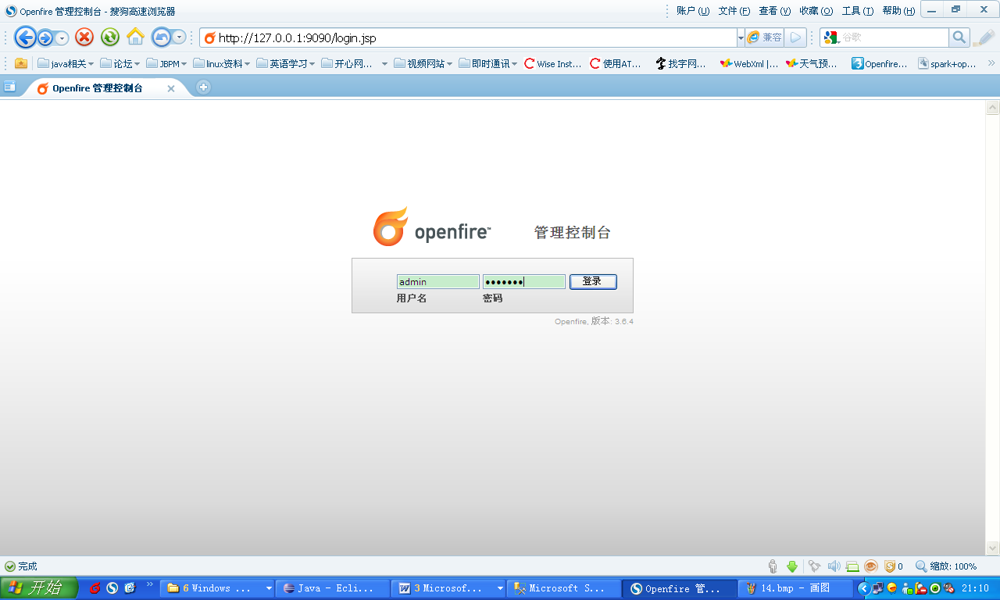 Openfire 管理控制台 - 搜狗高速浏览器 账户 (U) 文件 (F) 查看 (V) 收藏 (O) 工具 (T) 帮助 (H)
http://127.0.0.1:9090/login.jsp 兼容 谷歌
java相关 论坛 JBPM linux资料 英语学习 开心网... 视频网站 即时通讯 Wise Inst... 使用AT... 找字网... WebXml |... 天气预... Openfire... spark+op...
Openfire 管理控制台
openfire™ 管理控制台
admin ••••••• 登录
用户名 密码
Openfire, 版本: 3.6.4
完成 0 缩放: 100%
开始 6 Windows ... Java - Ecli... 3 Microsof... Microsoft S... Openfire 管... 14.bmp - 画图 21:10